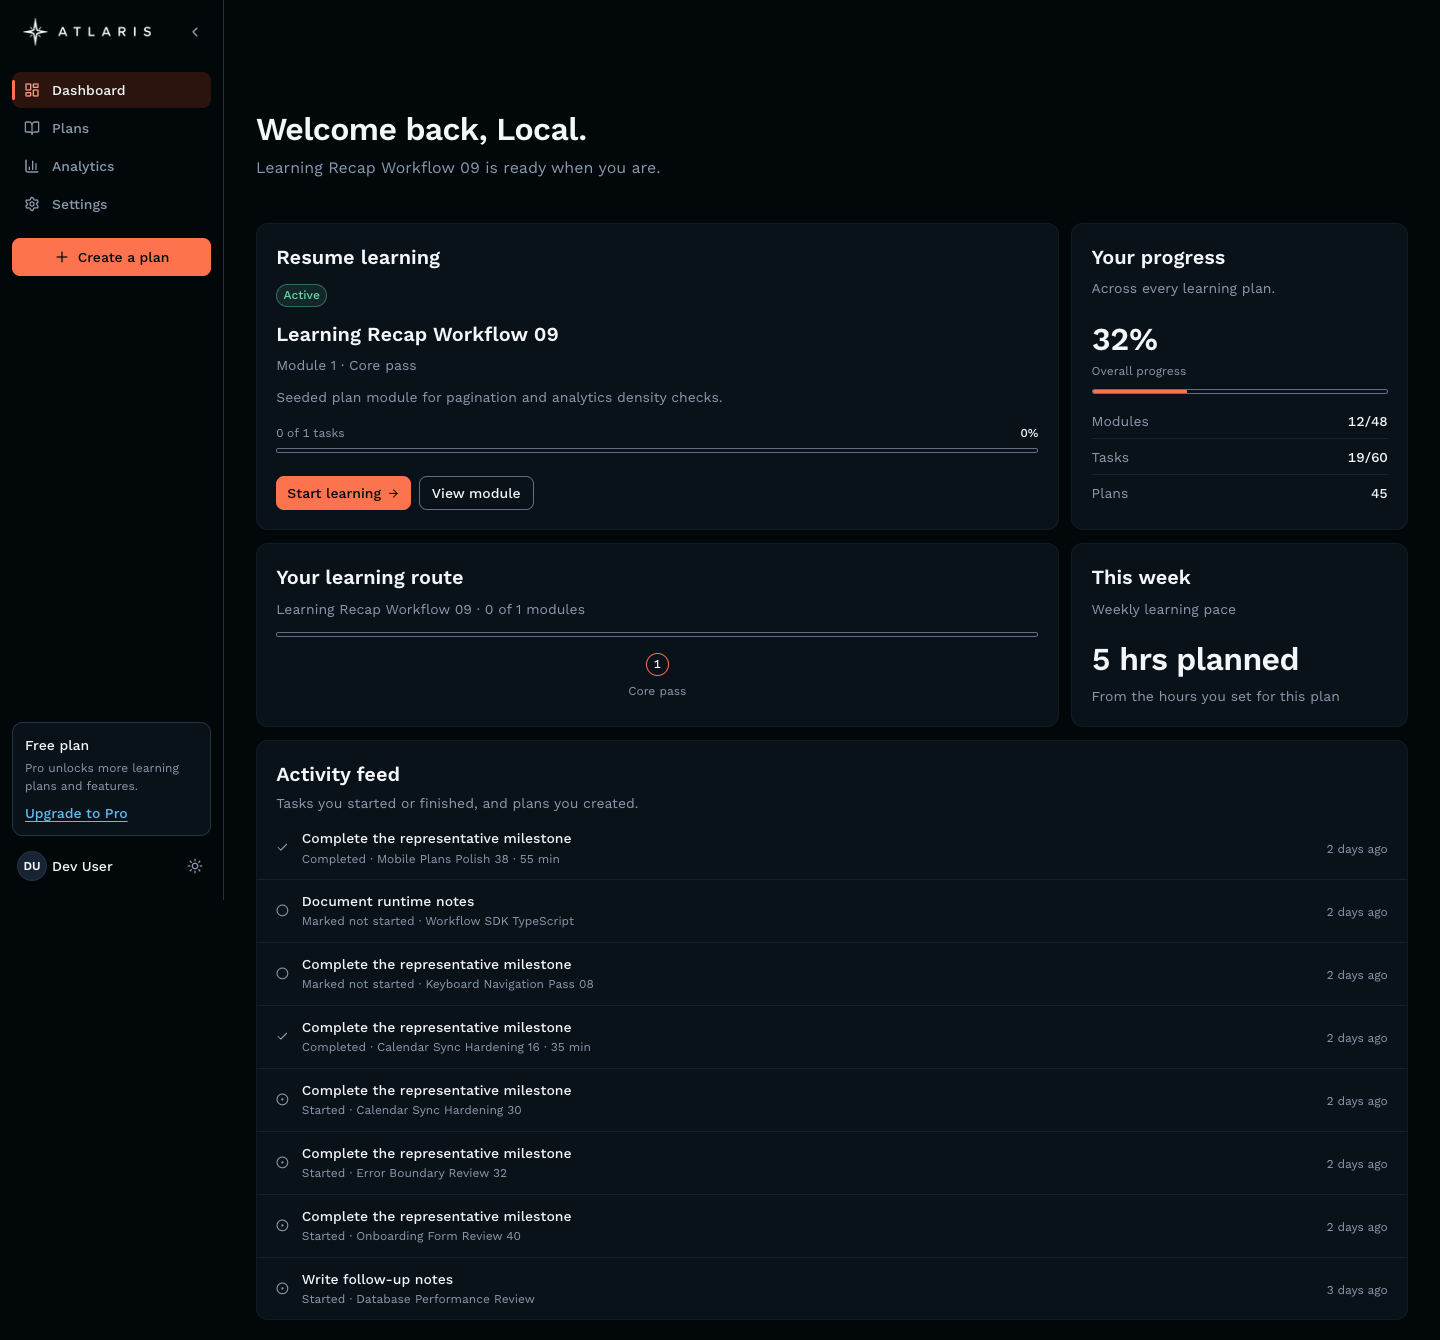 ATLARIS
Dashboard
Plans
Analytics
Settings
Create a plan
Free plan
Pro unlocks more learning
plans and features.
Upgrade to Pro
DU Dev User
Welcome back, Local.
Learning Recap Workflow 09 is ready when you are.
Resume learning
Active
Learning Recap Workflow 09
Module 1 · Core pass
Seeded plan module for pagination and analytics density checks.
0 of 1 tasks 0%
Start learning → View module
Your progress
Across every learning plan.
32%
Overall progress
Modules 12/48
Tasks 19/60
Plans 45
Your learning route
Learning Recap Workflow 09 · 0 of 1 modules
1
Core pass
This week
Weekly learning pace
5 hrs planned
From the hours you set for this plan
Activity feed
Tasks you started or finished, and plans you created.
Complete the representative milestone
Completed · Mobile Plans Polish 38 · 55 min
2 days ago
Document runtime notes
Marked not started · Workflow SDK TypeScript
2 days ago
Complete the representative milestone
Marked not started · Keyboard Navigation Pass 08
2 days ago
Complete the representative milestone
Completed · Calendar Sync Hardening 16 · 35 min
2 days ago
Complete the representative milestone
Started · Calendar Sync Hardening 30
2 days ago
Complete the representative milestone
Started · Error Boundary Review 32
2 days ago
Complete the representative milestone
Started · Onboarding Form Review 40
2 days ago
Write follow-up notes
Started · Database Performance Review
3 days ago